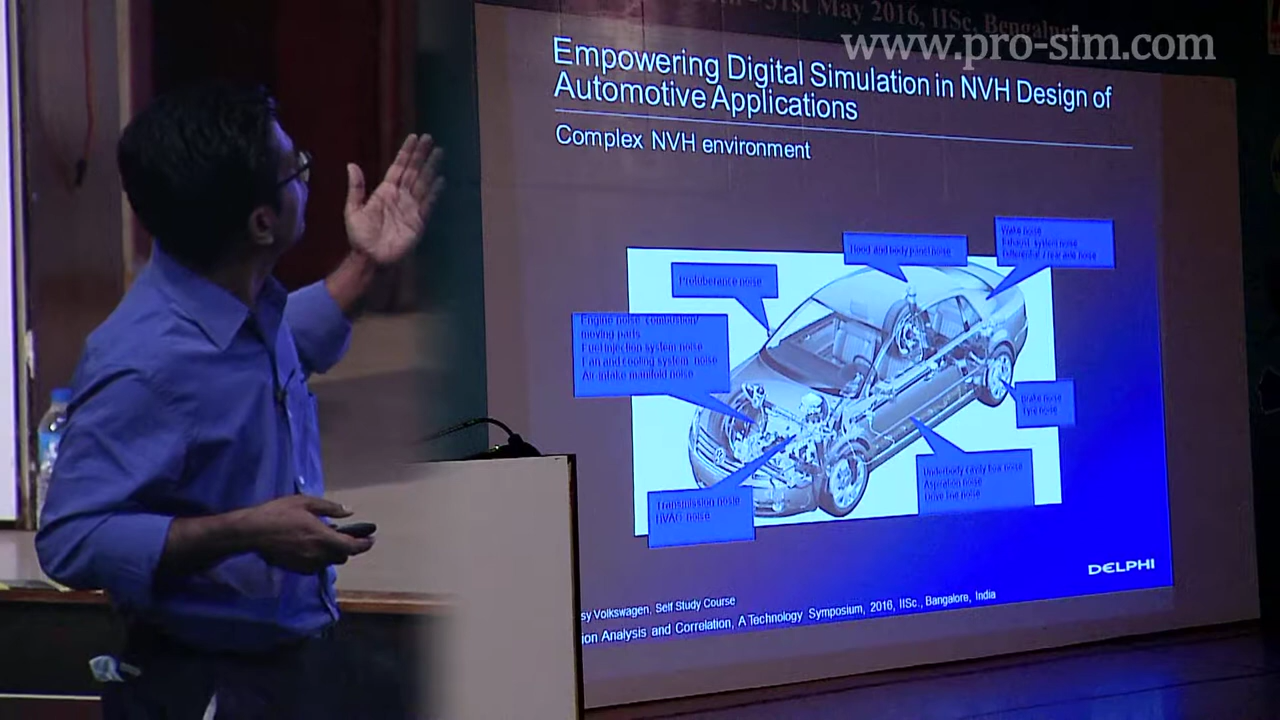 31st May 2016, IISc, Bengaluru
www.pro-sim.com
Empowering Digital Simulation in NVH Design of
Automotive Applications
Complex NVH environment
Wake noise
Exhaust system noise
Differential / rear axle noise
Hood and body panel noise
Protuberance noise
Engine noise: combustion/
moving parts
Fuel injection system noise
Fan and cooling system noise
Air-intake manifold noise
Brake noise
Tyre noise
Underbody cavity flow noise
Aspirating noise
Drive line noise
Transmission noise
HVAC noise
DELPHI
sy Volkswagen, Self Study Course
ion Analysis and Correlation, A Technology Symposium, 2016, IISc., Bangalore, India